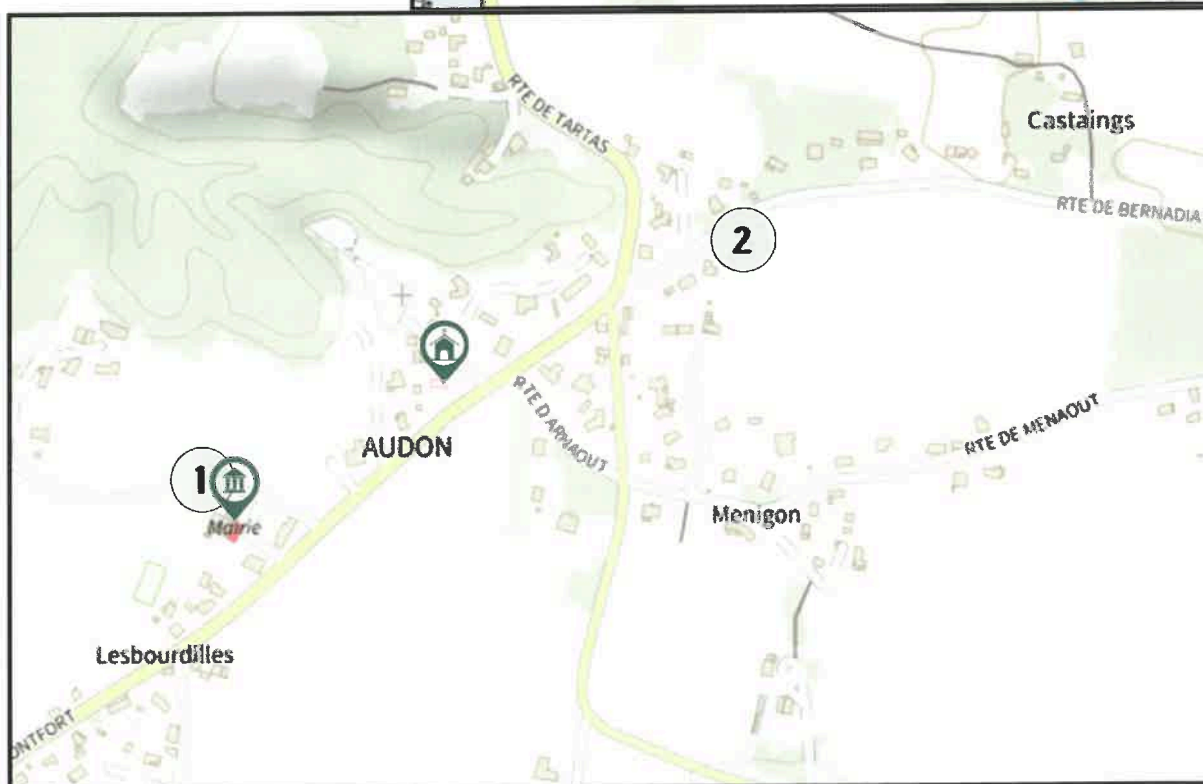 RTE DE TARTAS
Castaings
RTE DE BERNADIA
2
RTE D'ARNAOUT
AUDON
RTE DE MENAOUT
1
Mairie
Menigon
Lesbourdilles
ONTFORT